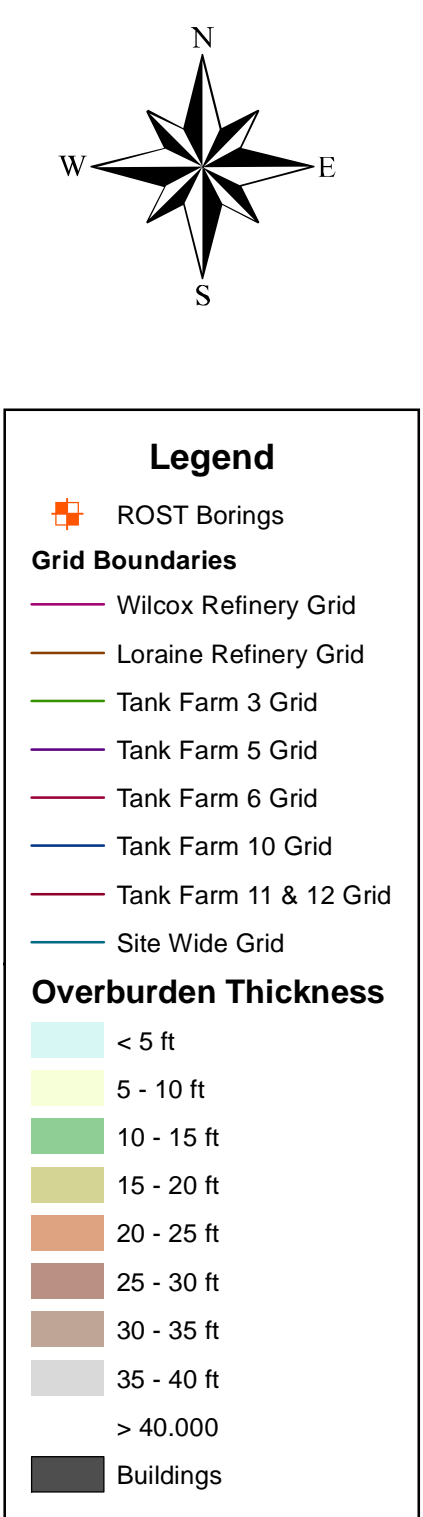 N
W E
S
Legend
ROST Borings
Grid Boundaries
Wilcox Refinery Grid
Loraine Refinery Grid
Tank Farm 3 Grid
Tank Farm 5 Grid
Tank Farm 6 Grid
Tank Farm 10 Grid
Tank Farm 11 & 12 Grid
Site Wide Grid
Overburden Thickness
< 5 ft
5 - 10 ft
10 - 15 ft
15 - 20 ft
20 - 25 ft
25 - 30 ft
30 - 35 ft
35 - 40 ft
> 40.000
Buildings